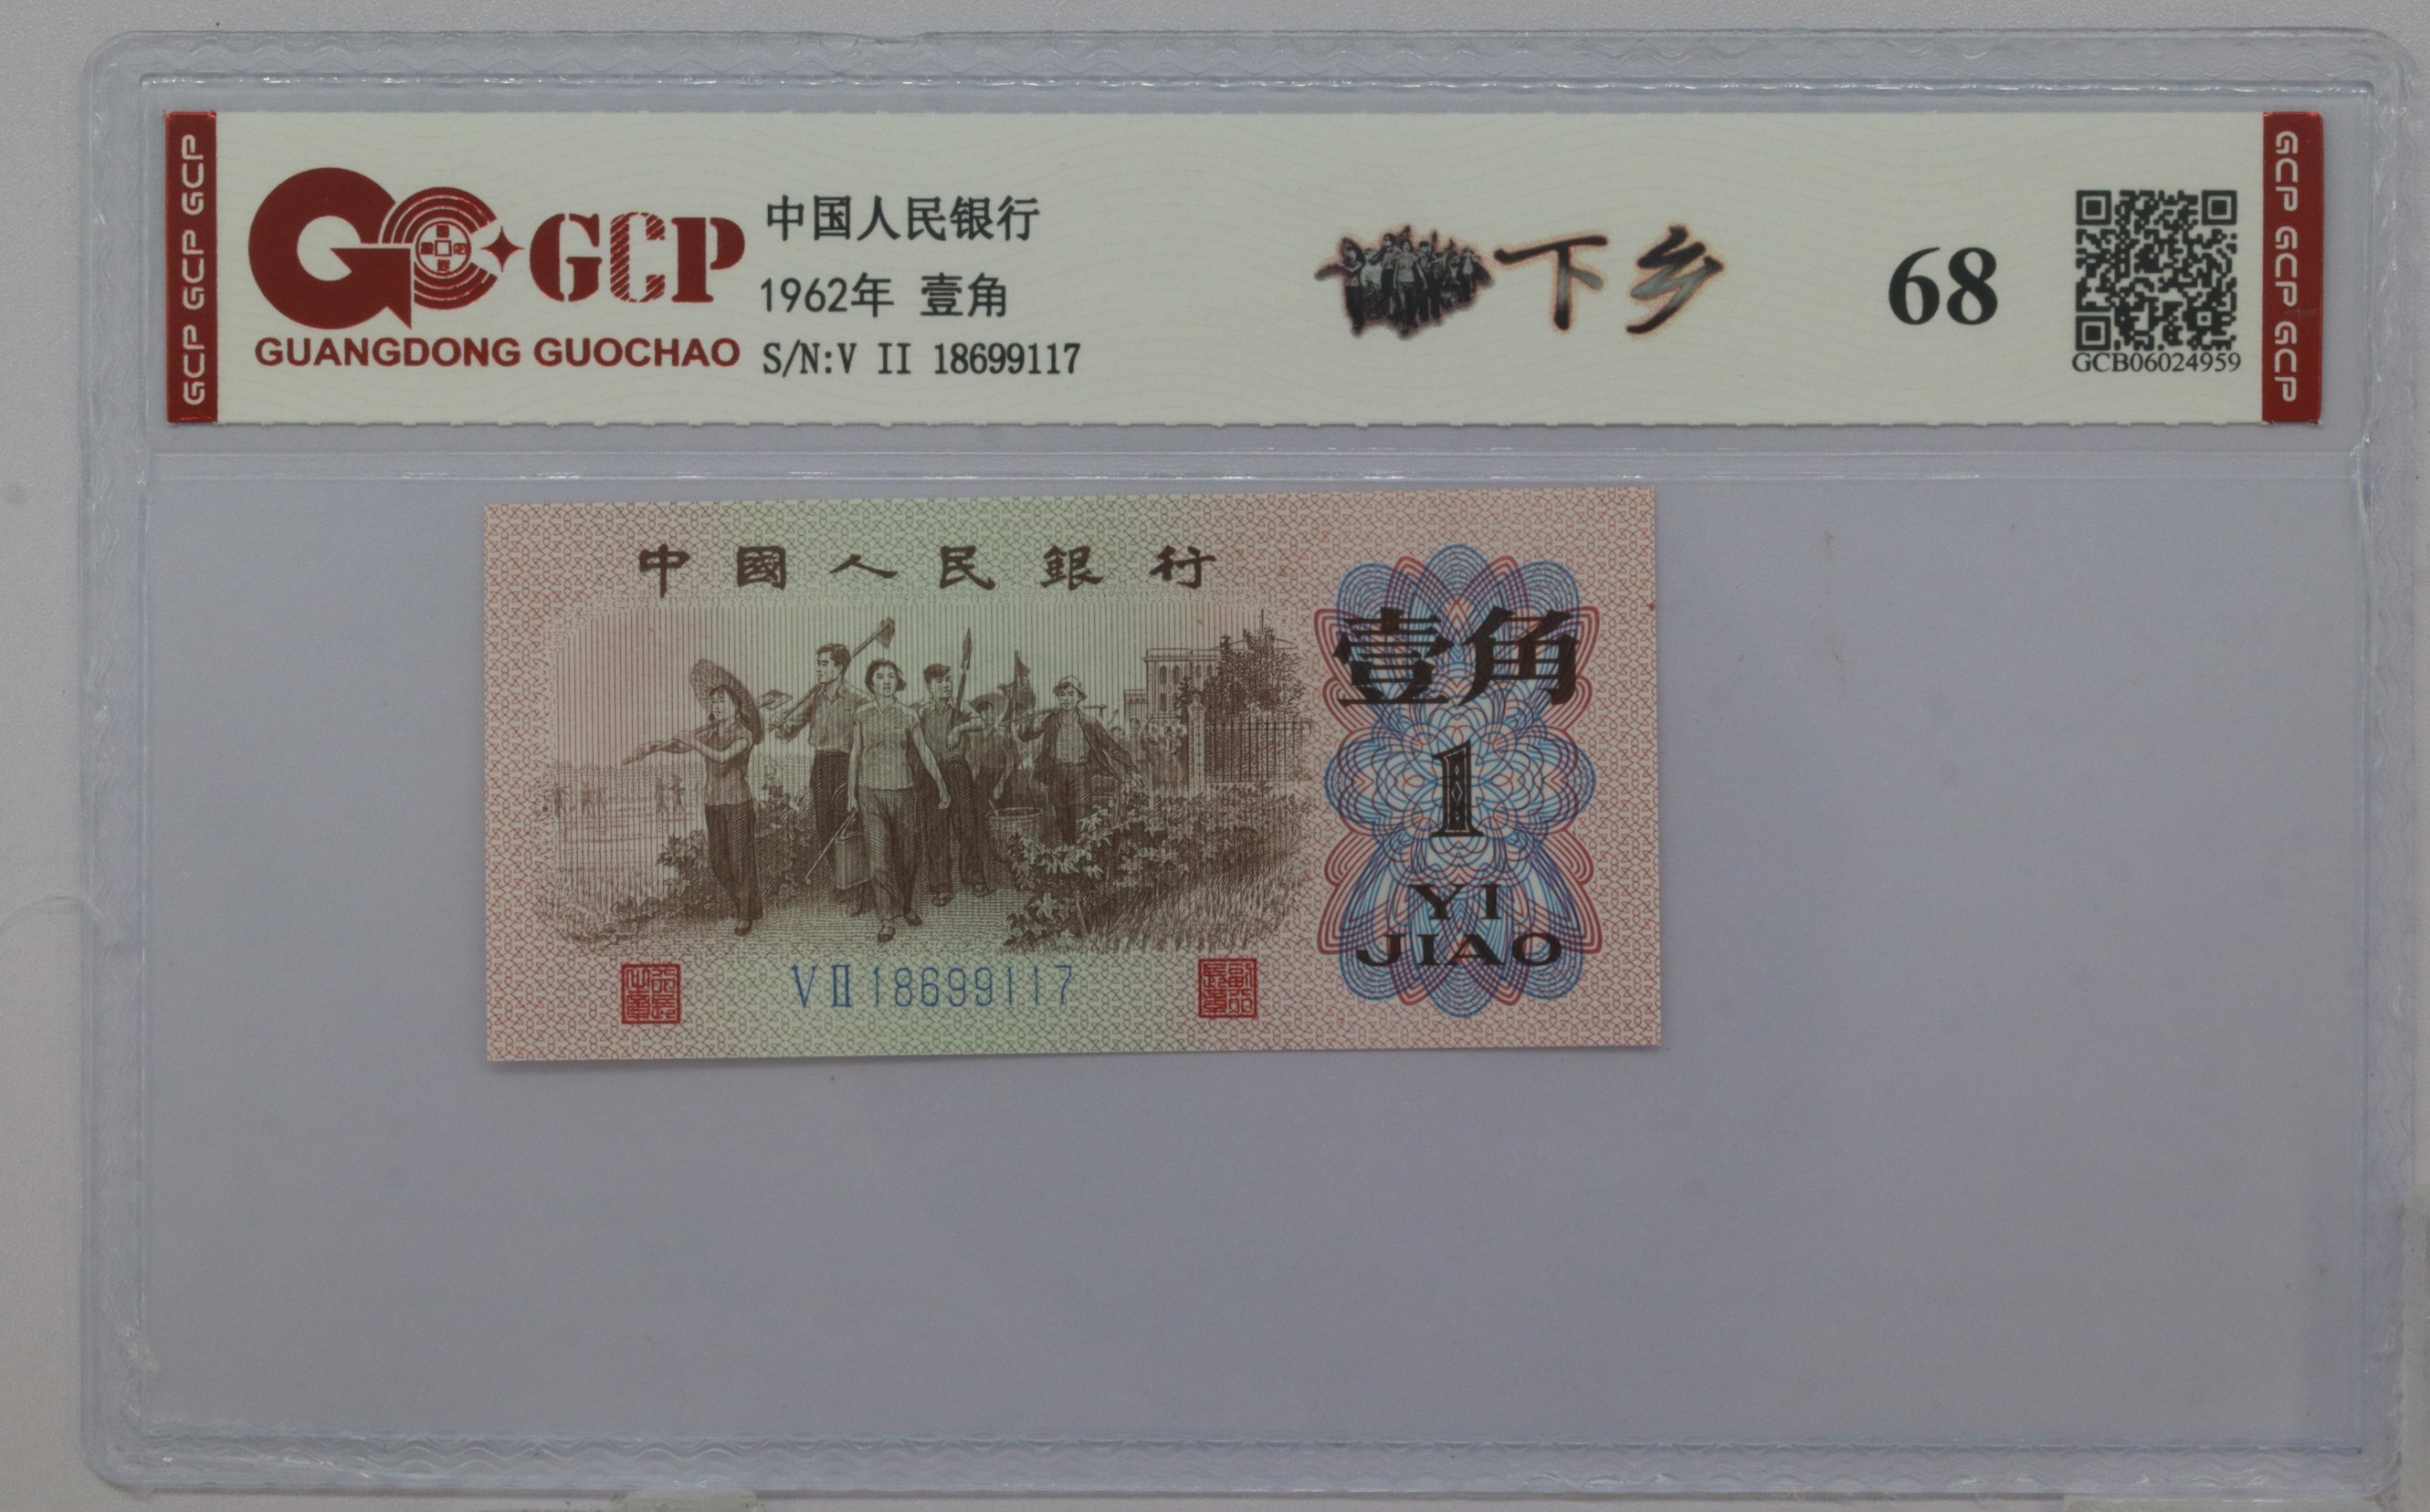 GCP GCP GCP
GCP
GUANGDONG GUOCHAO
中国人民银行
1962年 壹角
S/N:V II 18699117
下乡
68
GCB06024959
GCP GCP GCP
中國人民銀行
壹角
1
YI
JIAO
VⅡ18699117